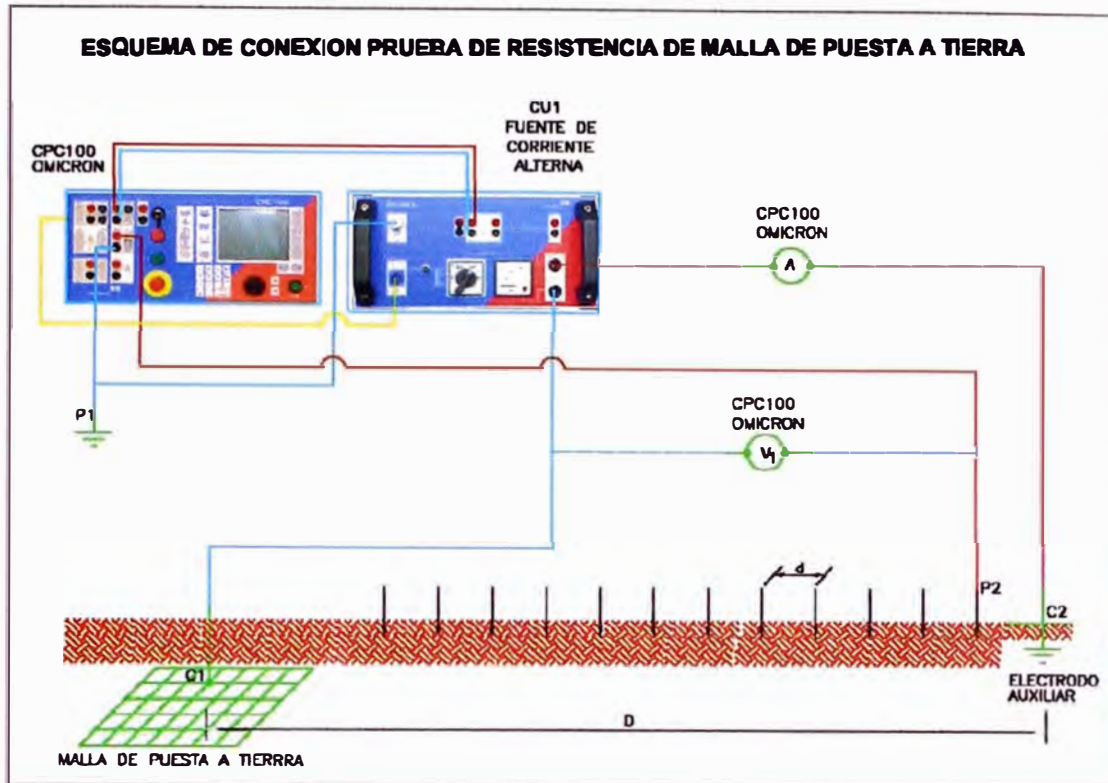 ESQUEMA DE CONEXION PRUEBA DE RESISTENCIA DE MALLA DE PUESTA A TIERRA
CPC100
OMICRON
CU1
FUENTE DE
CORRIENTE
ALTERNA
CPC100
OMICRON
A
P1
CPC100
OMICRON
V1
d
P2
C2
C1
ELECTRODO
AUXILIAR
D
MALLA DE PUESTA A TIERRRA